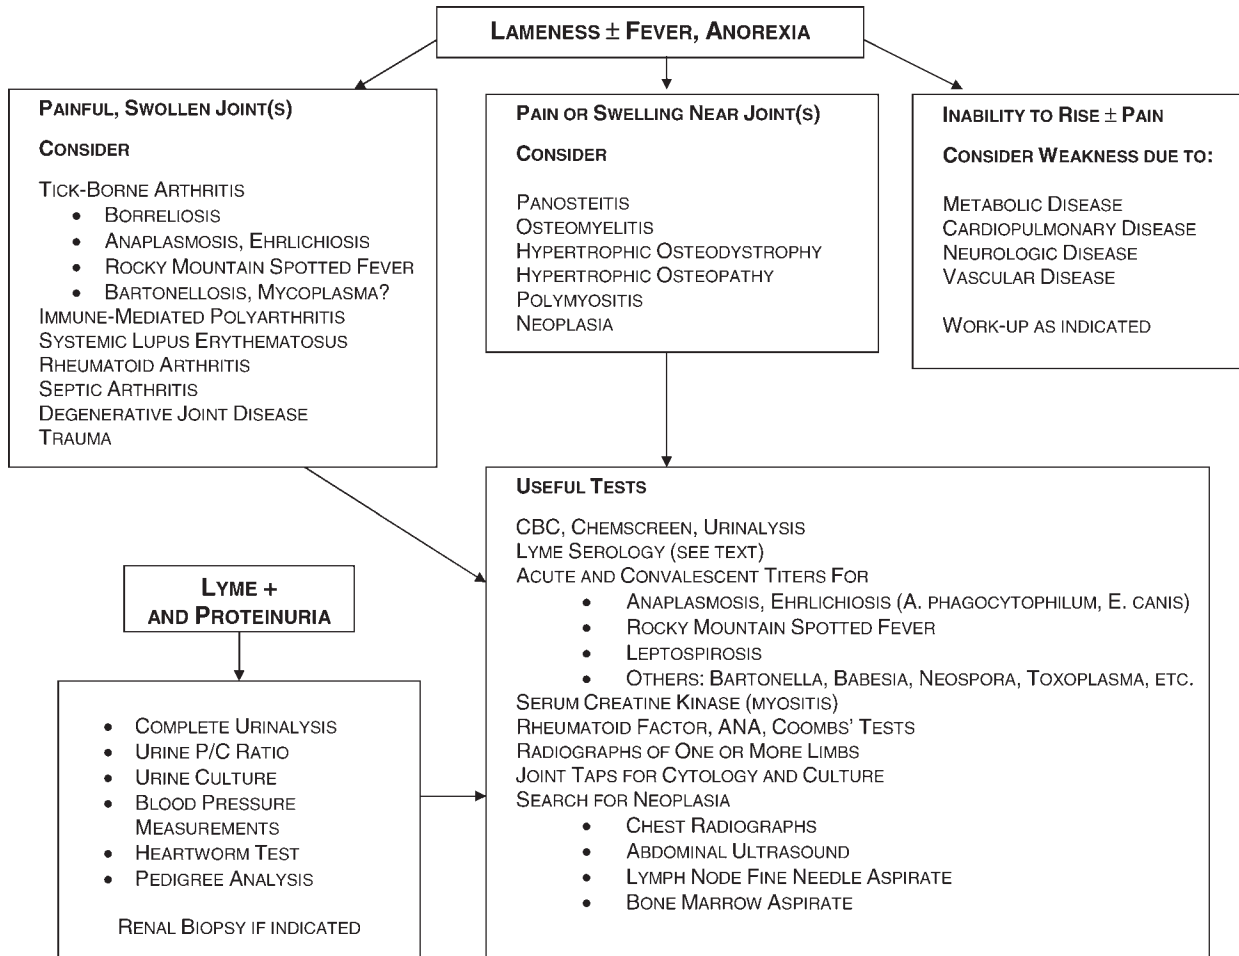 LAMENESS ± FEVER, ANOREXIA
PAINFUL, SWOLLEN JOINT(S)
CONSIDER
TICK-BORNE ARTHRITIS
• BORRELIOSIS
• ANAPLASMOSIS, EHRLICHIOSIS
• ROCKY MOUNTAIN SPOTTED FEVER
• BARTONELLOSIS, MYCOPLASMA?
IMMUNE-MEDIATED POLYARTHRITIS
SYSTEMIC LUPUS ERYTHEMATOSUS
RHEUMATOID ARTHRITIS
SEPTIC ARTHRITIS
DEGENERATIVE JOINT DISEASE
TRAUMA
PAIN OR SWELLING NEAR JOINT(S)
CONSIDER
PANOSTEITIS
OSTEOMYELITIS
HYPERTROPHIC OSTEODYSTROPHY
HYPERTROPHIC OSTEOPATHY
POLYMYOSITIS
NEOPLASIA
INABILITY TO RISE ± PAIN
CONSIDER WEAKNESS DUE TO:
METABOLIC DISEASE
CARDIOPULMONARY DISEASE
NEUROLOGIC DISEASE
VASCULAR DISEASE
WORK-UP AS INDICATED
LYME +
AND PROTEINURIA
• COMPLETE URINALYSIS
• URINE P/C RATIO
• URINE CULTURE
• BLOOD PRESSURE
MEASUREMENTS
• HEARTWORM TEST
• PEDIGREE ANALYSIS
RENAL BIOPSY IF INDICATED
USEFUL TESTS
CBC, CHEMSCREEN, URINALYSIS
LYME SEROLOGY (SEE TEXT)
ACUTE AND CONVALESCENT TITERS FOR
• ANAPLASMOSIS, EHRLICHIOSIS (A. PHAGOCYTOPHILUM, E. CANIS)
• ROCKY MOUNTAIN SPOTTED FEVER
• LEPTOSPIROSIS
• OTHERS: BARTONELLA, BABESIA, NEOSPORA, TOXOPLASMA, ETC.
SERUM CREATINE KINASE (MYOSITIS)
RHEUMATOID FACTOR, ANA, COOMBS' TESTS
RADIOGRAPHS OF ONE OR MORE LIMBS
JOINT TAPS FOR CYTOLOGY AND CULTURE
SEARCH FOR NEOPLASIA
• CHEST RADIOGRAPHS
• ABDOMINAL ULTRASOUND
• LYMPH NODE FINE NEEDLE ASPIRATE
• BONE MARROW ASPIRATE